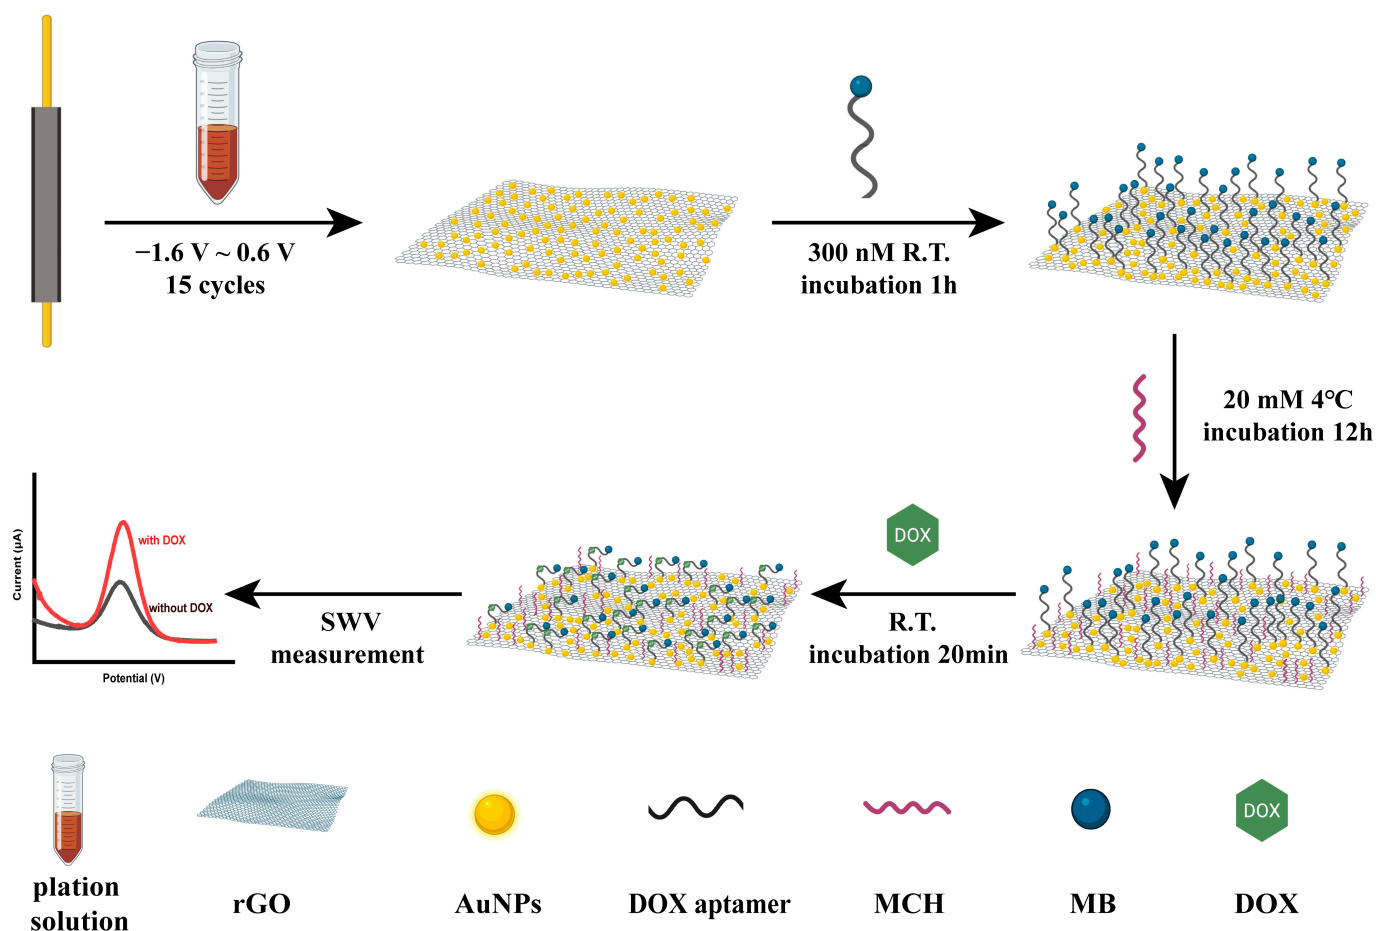 −1.6 V ~ 0.6 V
15 cycles
300 nM R.T.
incubation 1h
20 mM 4℃
incubation 12h
DOX
R.T.
incubation 20min
SWV
measurement
Current (μA)
with DOX
without DOX
Potential (V)
DOX
plation
solution
rGO
AuNPs
DOX aptamer
MCH
MB
DOX